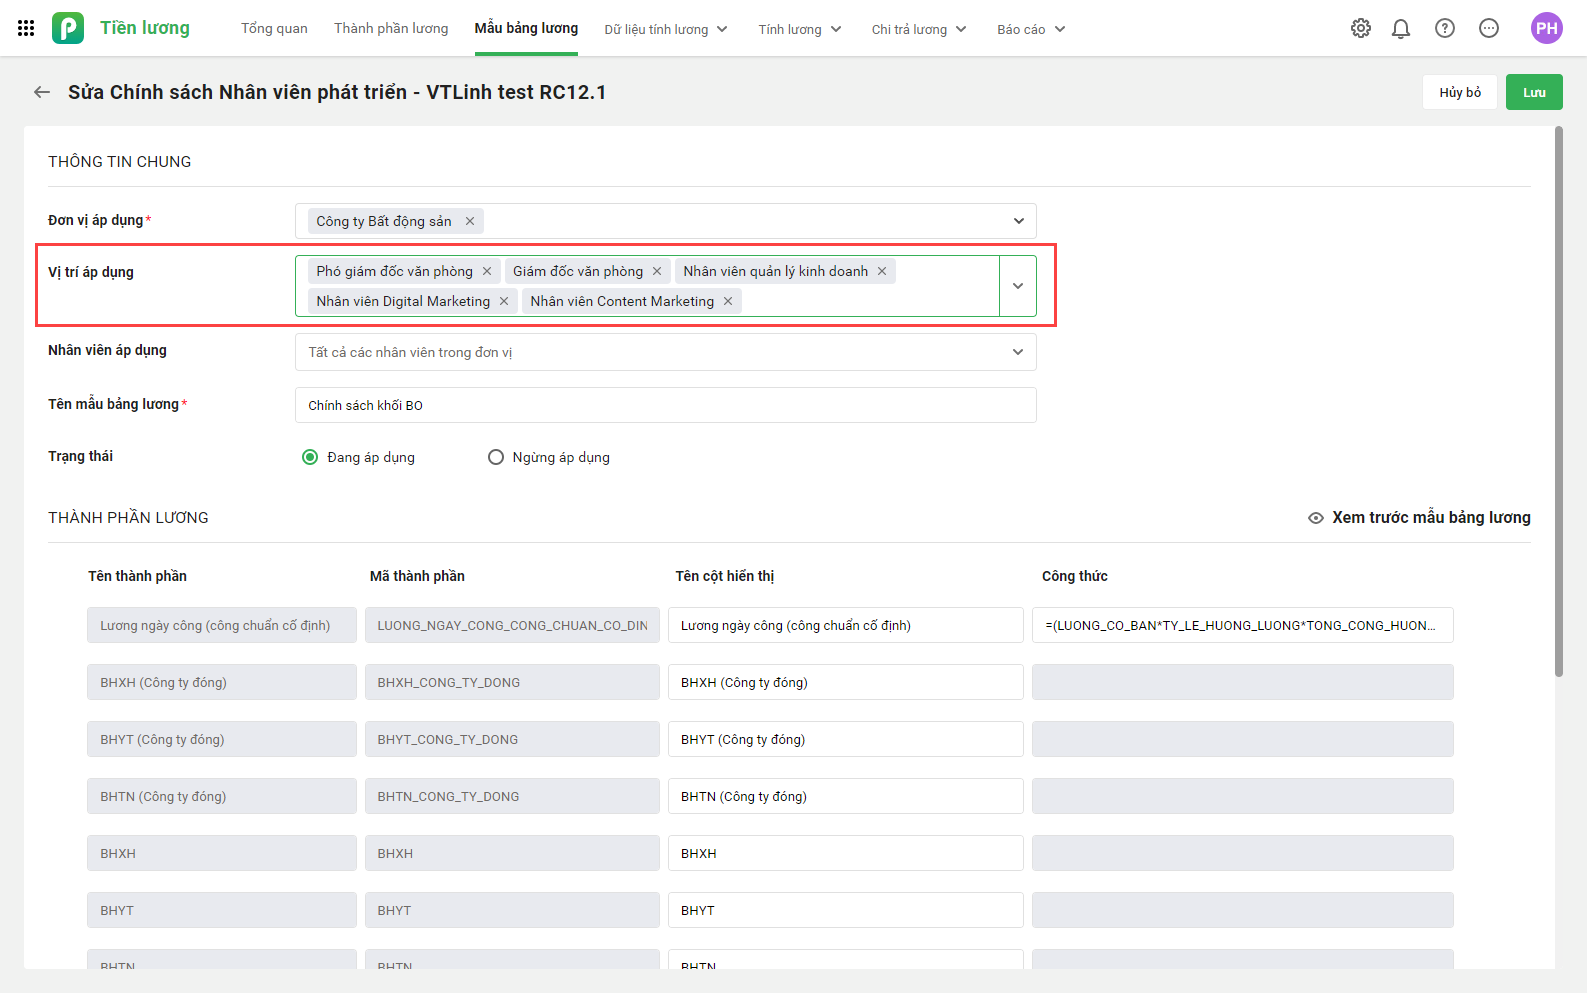 Tiền lương
Tổng quan
Thành phần lương
Mẫu bảng lương
Dữ liệu tính lương
Tính lương
Chi trả lương
Báo cáo
PH
Sửa Chính sách Nhân viên phát triển - VTLinh test RC12.1
Hủy bỏ
Lưu
THÔNG TIN CHUNG
Đơn vị áp dụng*
Công ty Bất động sản
Vị trí áp dụng
Phó giám đốc văn phòng
Giám đốc văn phòng
Nhân viên quản lý kinh doanh
Nhân viên Digital Marketing
Nhân viên Content Marketing
Nhân viên áp dụng
Tất cả các nhân viên trong đơn vị
Tên mẫu bảng lương*
Chính sách khối BO
Trạng thái
Đang áp dụng
Ngừng áp dụng
THÀNH PHẦN LƯƠNG
Xem trước mẫu bảng lương
Tên thành phần
Mã thành phần
Tên cột hiển thị
Công thức
Lương ngày công (công chuẩn cố định)
LUONG_NGAY_CONG_CONG_CHUAN_CO_DIN
Lương ngày công (công chuẩn cố định)
=(LUONG_CO_BAN*TY_LE_HUONG_LUONG*TONG_CONG_HUON...
BHXH (Công ty đóng)
BHXH_CONG_TY_DONG
BHXH (Công ty đóng)
BHYT (Công ty đóng)
BHYT_CONG_TY_DONG
BHYT (Công ty đóng)
BHTN (Công ty đóng)
BHTN_CONG_TY_DONG
BHTN (Công ty đóng)
BHXH
BHXH
BHXH
BHYT
BHYT
BHYT
BHTN
BHTN
BHTN